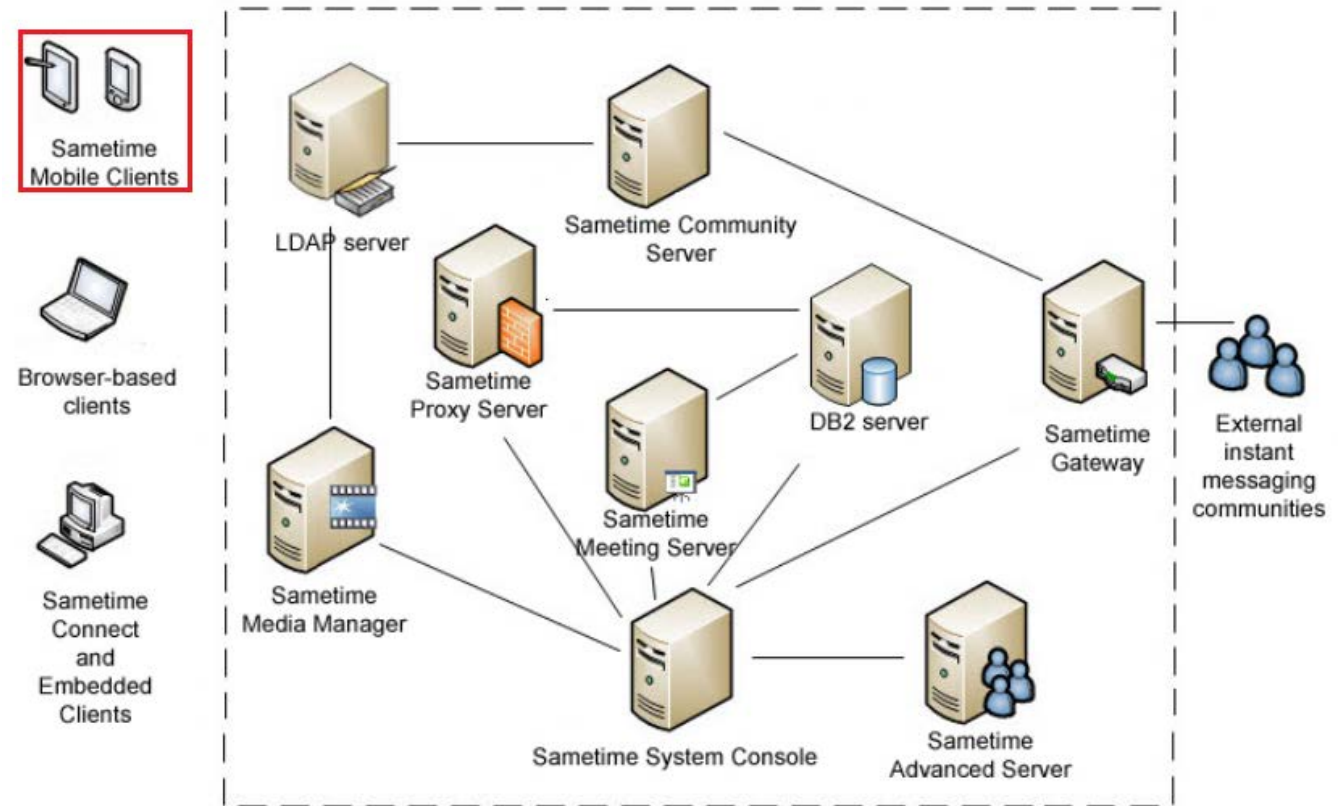 Sametime
Mobile Clients
LDAP server
Sametime Community
Server
Browser-based
clients
Sametime
Proxy Server
DB2 server
Sametime
Gateway
External
instant
messaging
communities
Sametime
Meeting Server
Sametime
Connect
and
Embedded
Clients
Sametime
Media Manager
Sametime System Console
Sametime
Advanced Server